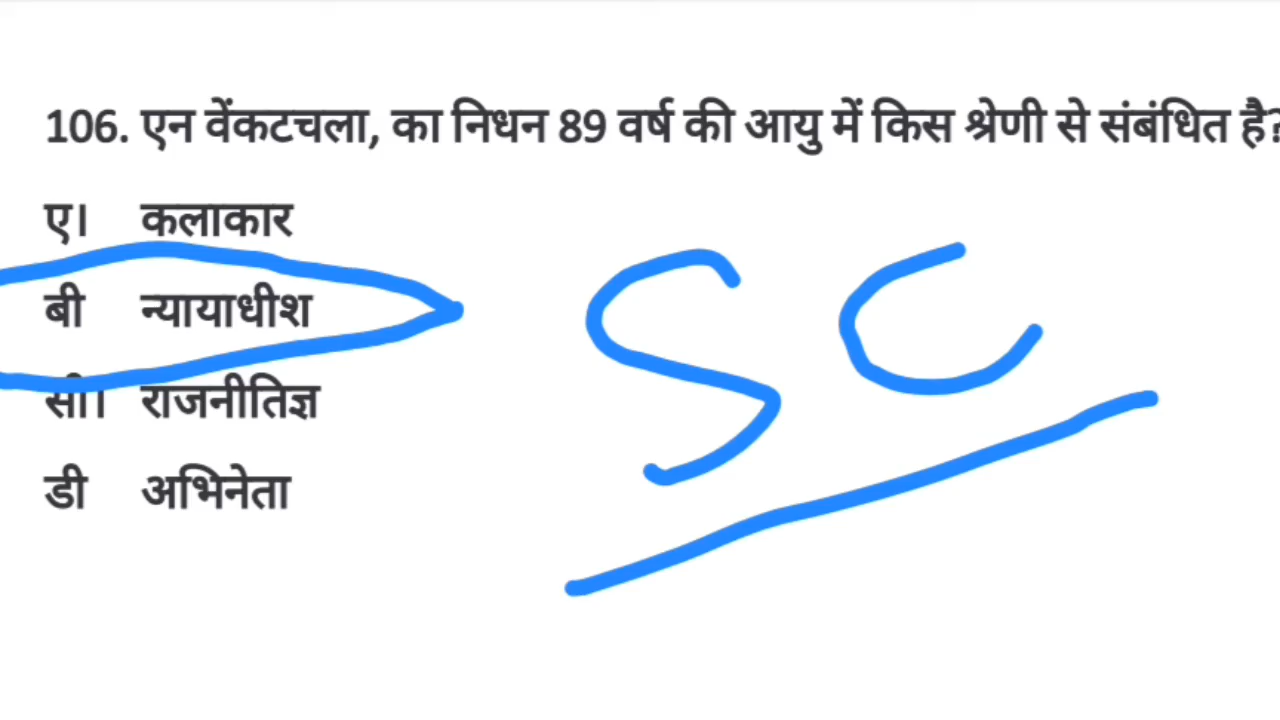 106. एन वेंकटचला, का निधन 89 वर्ष की आयु में किस श्रेणी से संबंधित है?
ए। कलाकार
बी न्यायाधीश
SC
सी। राजनीतिज्ञ
डी अभिनेता